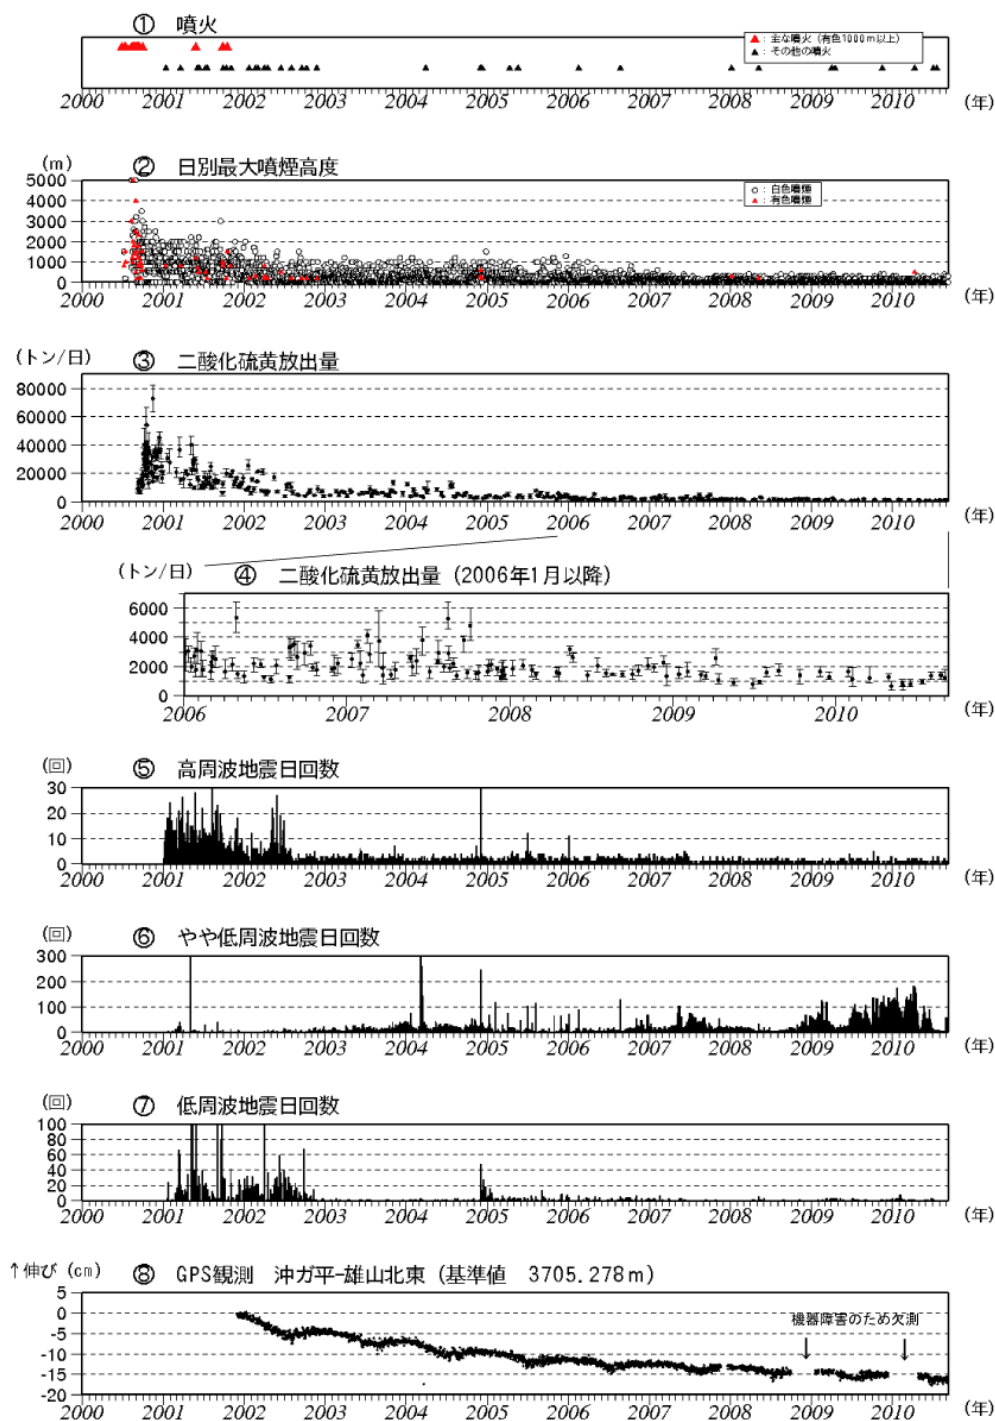 ① 噴火
▲: 主な噴火（有色1000m以上）
▲: その他の噴火
2000 2001 2002 2003 2004 2005 2006 2007 2008 2009 2010 (年)
(m) ② 日別最大噴煙高度
○: 白色噴煙
▲: 有色噴煙
5000
4000
3000
2000
1000
0
2000 2001 2002 2003 2004 2005 2006 2007 2008 2009 2010 (年)
(トン/日) ③ 二酸化硫黄放出量
80000
60000
40000
20000
0
2000 2001 2002 2003 2004 2005 2006 2007 2008 2009 2010 (年)
(トン/日) ④ 二酸化硫黄放出量 (2006年1月以降)
6000
4000
2000
0
2006 2007 2008 2009 2010 (年)
(回) ⑤ 高周波地震日回数
30
20
10
0
2000 2001 2002 2003 2004 2005 2006 2007 2008 2009 2010 (年)
(回) ⑥ やや低周波地震日回数
300
200
100
0
2000 2001 2002 2003 2004 2005 2006 2007 2008 2009 2010 (年)
(回) ⑦ 低周波地震日回数
100
80
60
40
20
0
2000 2001 2002 2003 2004 2005 2006 2007 2008 2009 2010 (年)
↑伸び (cm) ⑧ GPS観測 沖ガ平-雄山北東 (基準値 3705.278m)
5
0
-5
-10
-15
-20
機器障害のため欠測
↓ ↓
2000 2001 2002 2003 2004 2005 2006 2007 2008 2009 2010 (年)